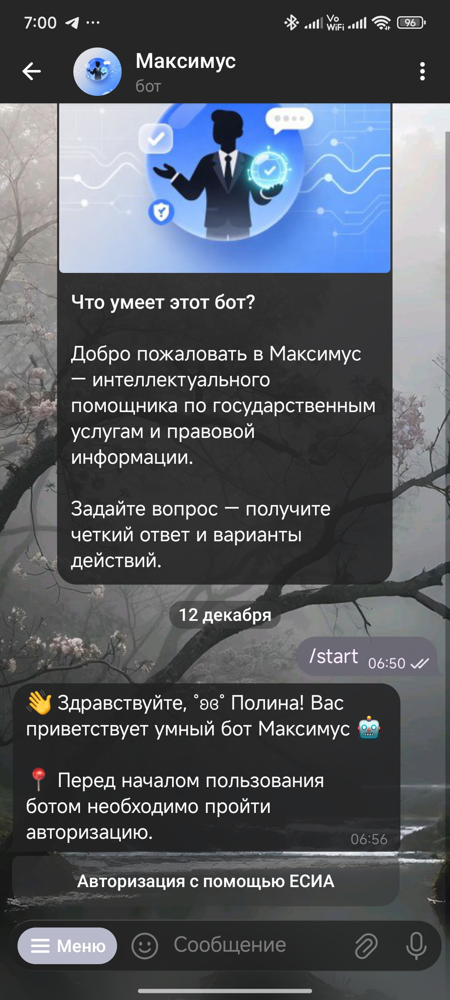 7:00
Vo
WiFi
96
Максимус
бот
Что умеет этот бот?
Добро пожаловать в Максимус
— интеллектуального
помощника по государственным
услугам и правовой
информации.
Задайте вопрос — получите
четкий ответ и варианты
действий.
12 декабря
/start 06:50
👋 Здравствуйте, ˚ʚɞ˚ Полина! Вас
приветствует умный бот Максимус 🤖
📍 Перед началом пользования
ботом необходимо пройти
авторизацию.
06:56
Авторизация с помощью ЕСИА
Меню
Сообщение